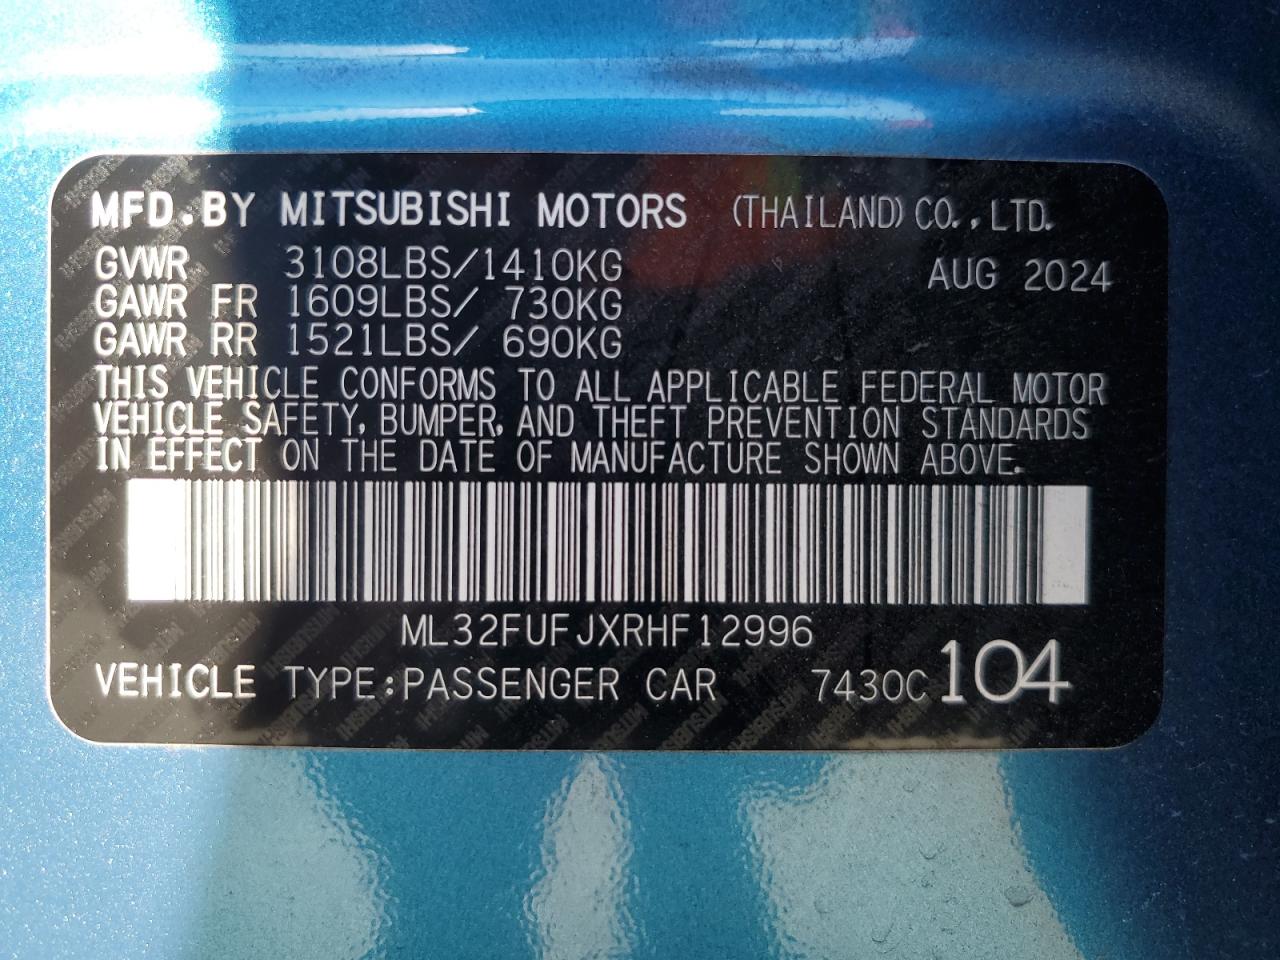 MFD.BY MITSUBISHI MOTORS (THAILAND) CO., LTD.
GVWR 3108LBS/1410KG AUG 2024
GAWR FR 1609LBS/ 730KG
GAWR RR 1521LBS/ 690KG
THIS VEHICLE CONFORMS TO ALL APPLICABLE FEDERAL MOTOR
VEHICLE SAFETY, BUMPER, AND THEFT PREVENTION STANDARDS
IN EFFECT ON THE DATE OF MANUFACTURE SHOWN ABOVE.
ML32FUFJXRHF12996
VEHICLE TYPE:PASSENGER CAR 7430C 104